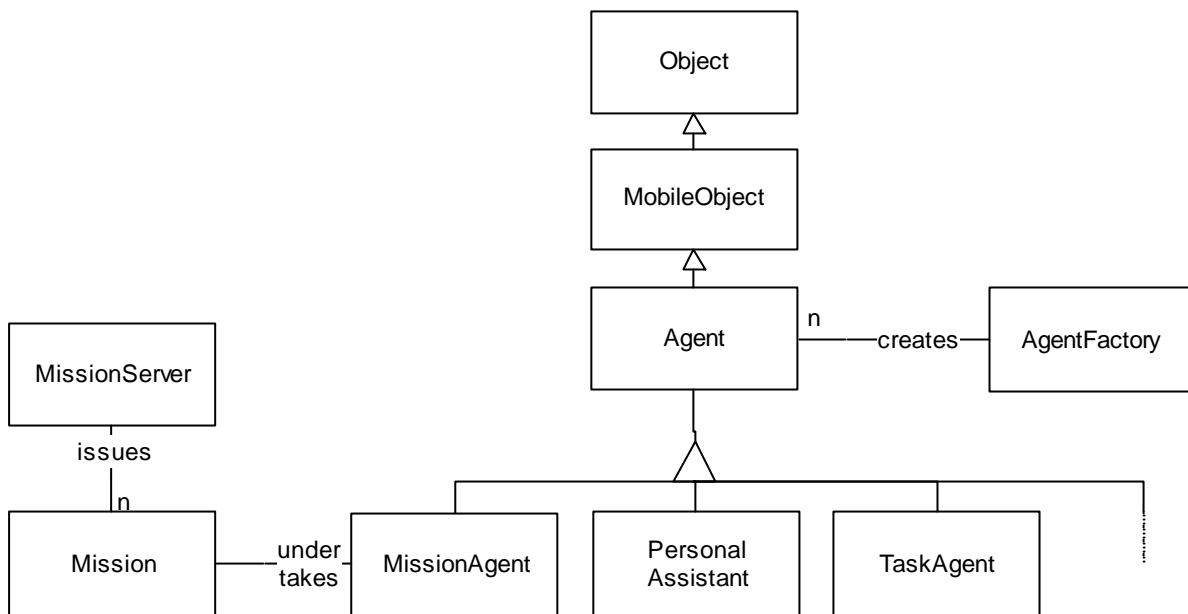 Object
MobileObject
Agent
n
creates
AgentFactory
MissionServer
issues
n
Mission
under
takes
MissionAgent
Personal
Assistant
TaskAgent